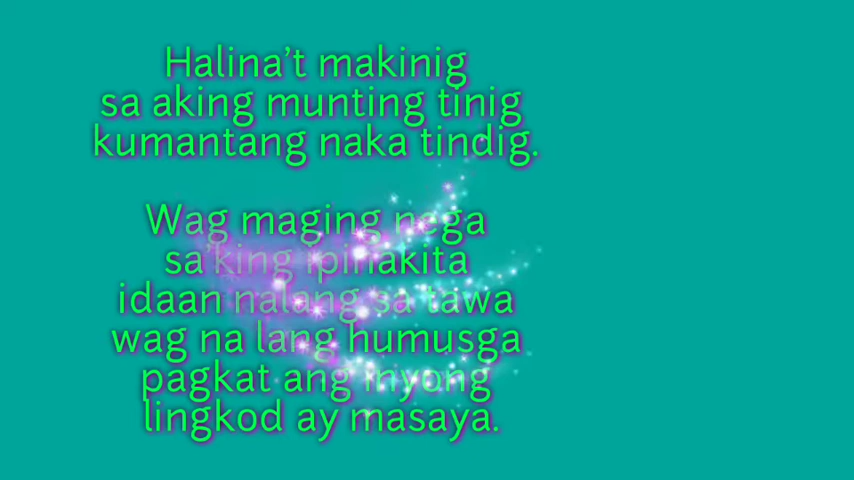 Halina’t makinig
sa aking munting tinig
kumantang naka tindig.
Wag maging nega
sa’king ipinakita
idaan nalang sa tawa
wag na lang humusga
pagkat ang inyong
lingkod ay masaya.